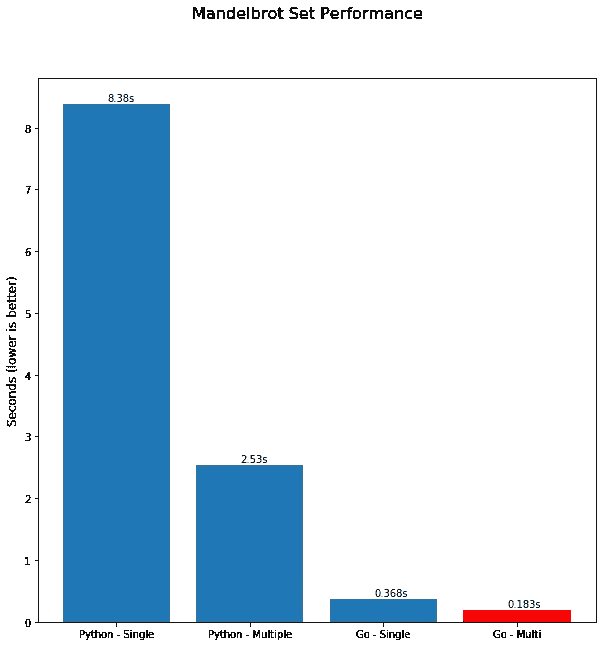 Mandelbrot Set Performance
8.38s
8
7
6
5
4
3
2.53s
2
1
0.368s
0.183s
0
Seconds (lower is better)
Python - Single
Python - Multiple
Go - Single
Go - Multi